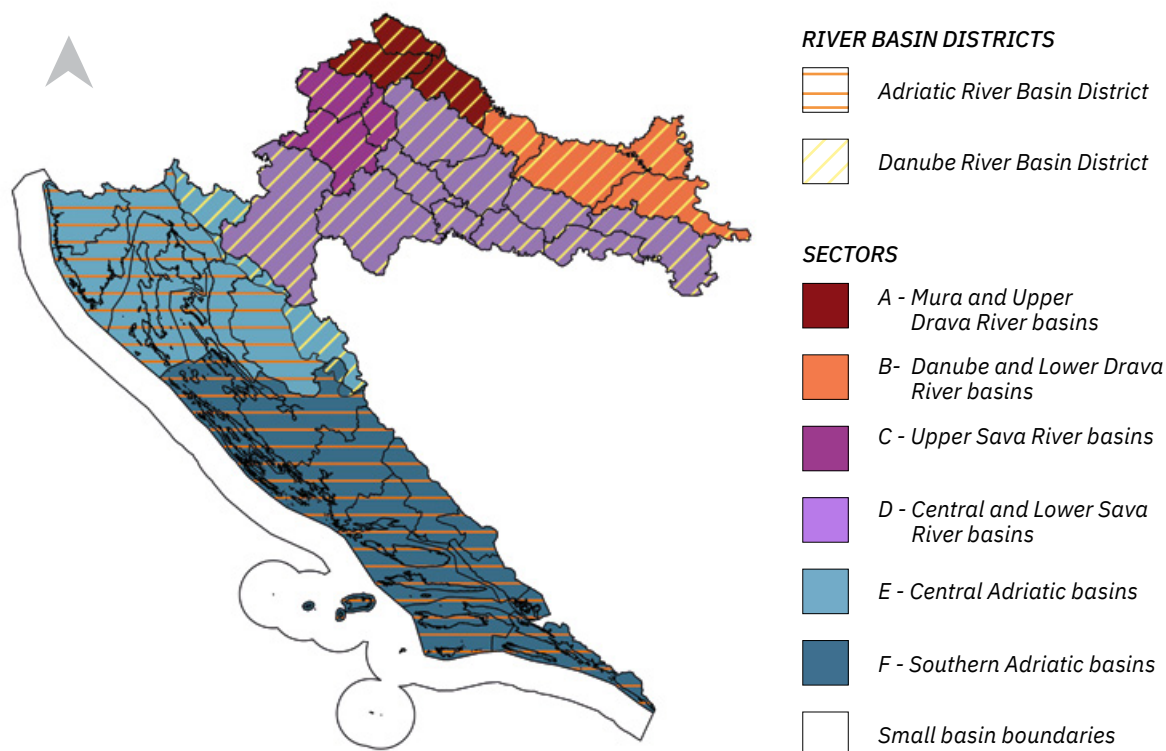 RIVER BASIN DISTRICTS
Adriatic River Basin District
Danube River Basin District
SECTORS
A - Mura and Upper
Drava River basins
B- Danube and Lower Drava
River basins
C - Upper Sava River basins
D - Central and Lower Sava
River basins
E - Central Adriatic basins
F - Southern Adriatic basins
Small basin boundaries